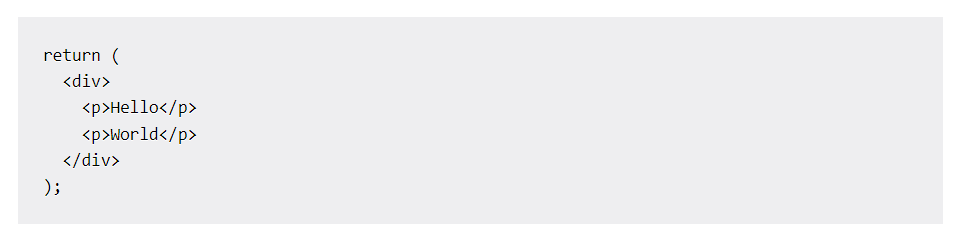 return (
  <div>
    <p>Hello</p>
    <p>World</p>
  </div>
);